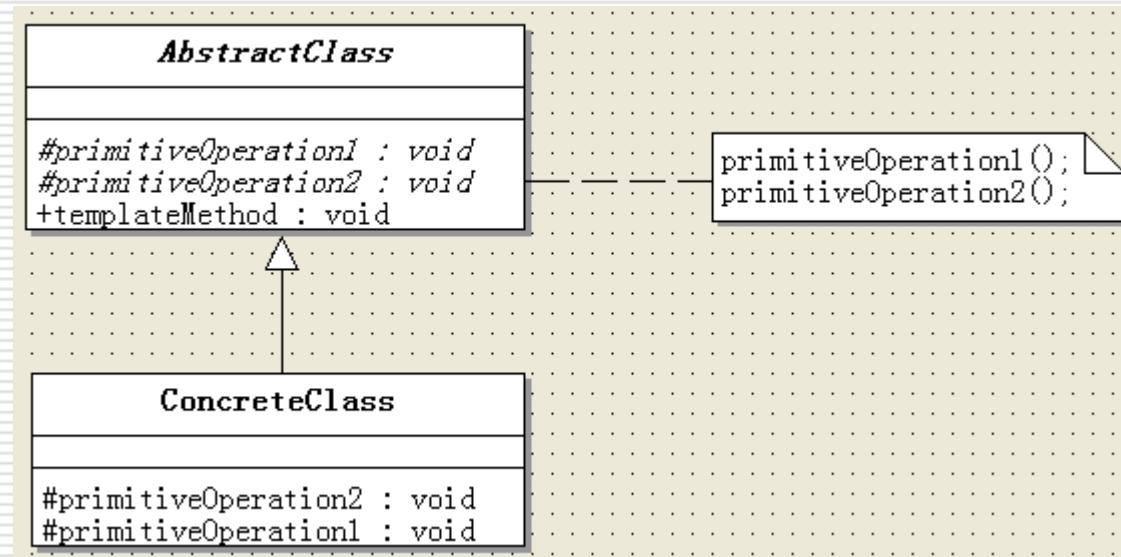 AbstractClass
#primitiveOperation1 : void
#primitiveOperation2 : void
+templateMethod : void
primitiveOperation1();
primitiveOperation2();
ConcreteClass
#primitiveOperation2 : void
#primitiveOperation1 : void